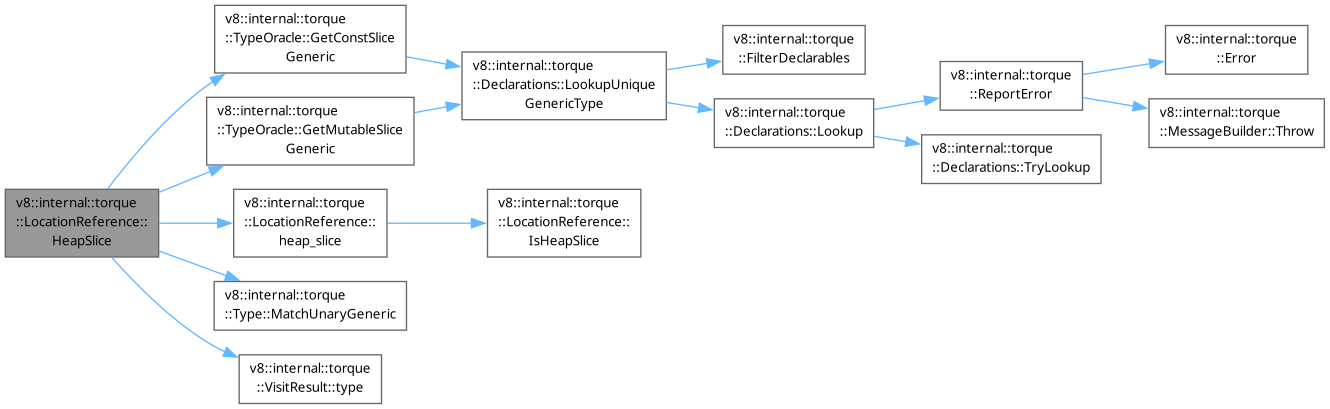 v8::internal::torque
::LocationReference::
HeapSlice
v8::internal::torque
::TypeOracle::GetConstSlice
Generic
v8::internal::torque
::TypeOracle::GetMutableSlice
Generic
v8::internal::torque
::LocationReference::
heap_slice
v8::internal::torque
::Type::MatchUnaryGeneric
v8::internal::torque
::VisitResult::type
v8::internal::torque
::Declarations::LookupUnique
GenericType
v8::internal::torque
::LocationReference::
IsHeapSlice
v8::internal::torque
::FilterDeclarables
v8::internal::torque
::Declarations::Lookup
v8::internal::torque
::ReportError
v8::internal::torque
::Declarations::TryLookup
v8::internal::torque
::Error
v8::internal::torque
::MessageBuilder::Throw